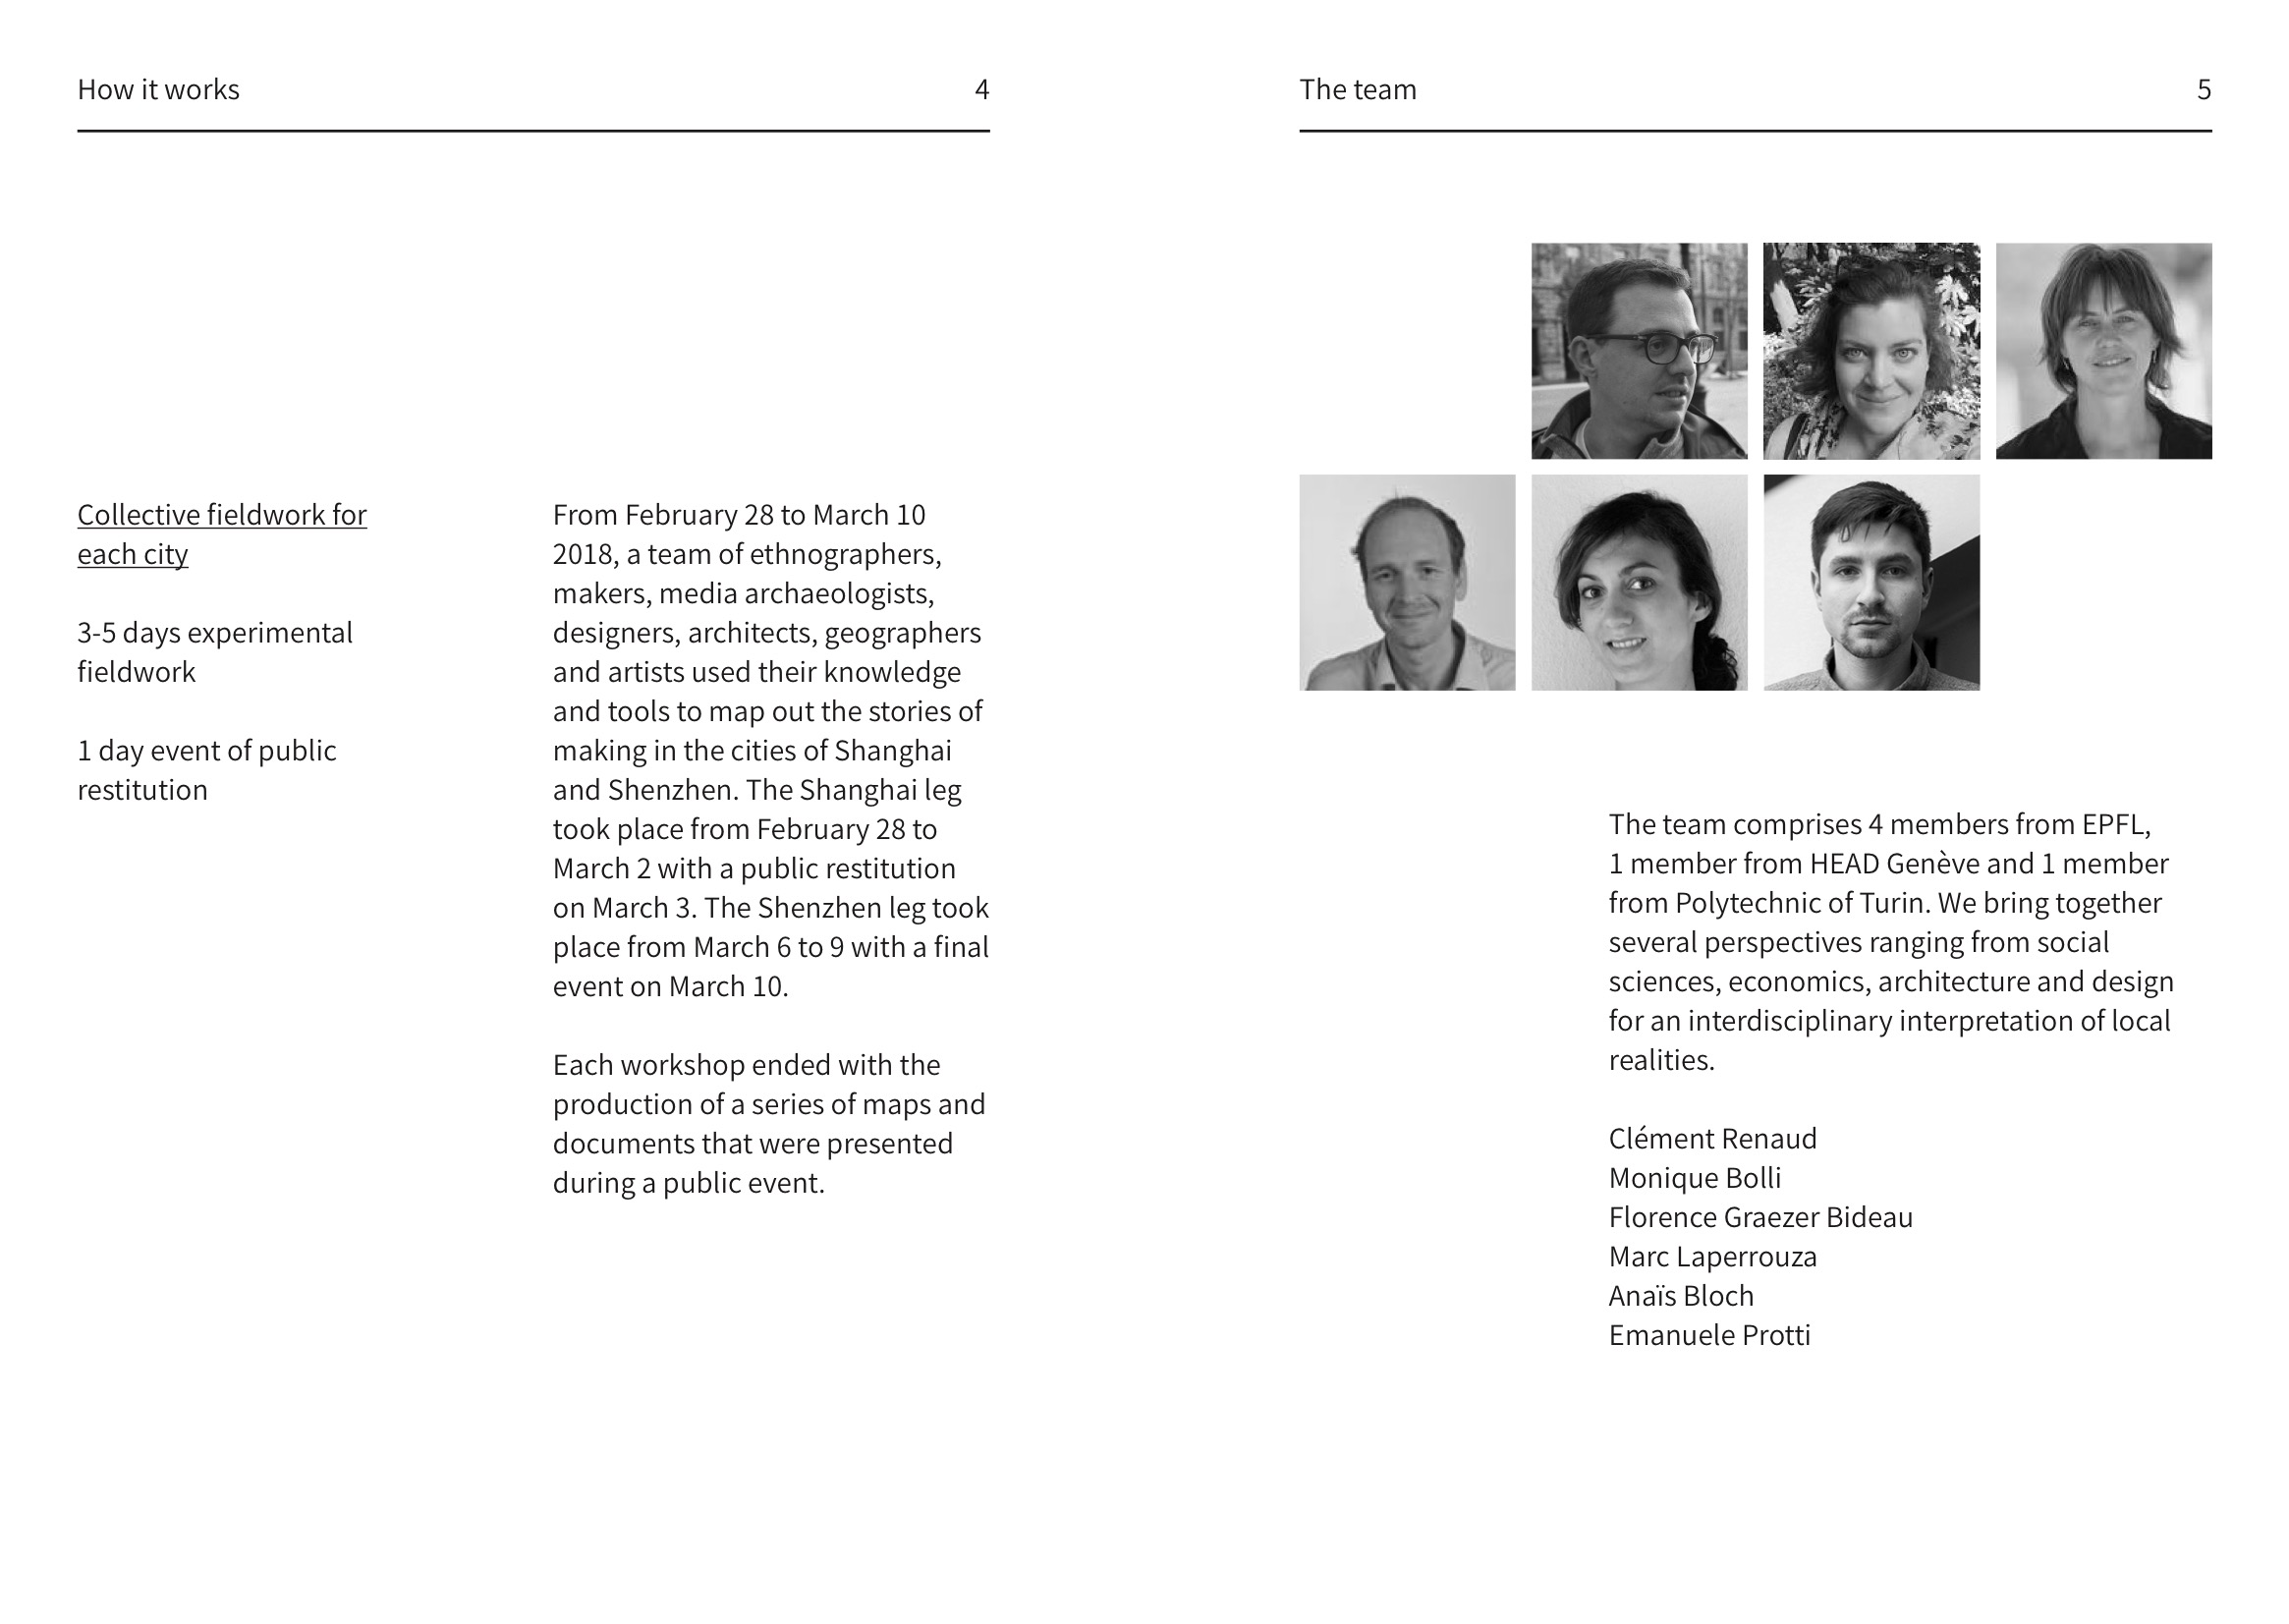 How it works 4
Collective fieldwork for
each city
3-5 days experimental
fieldwork
1 day event of public
restitution
From February 28 to March 10
2018, a team of ethnographers,
makers, media archaeologists,
designers, architects, geographers
and artists used their knowledge
and tools to map out the stories of
making in the cities of Shanghai
and Shenzhen. The Shanghai leg
took place from February 28 to
March 2 with a public restitution
on March 3. The Shenzhen leg took
place from March 6 to 9 with a final
event on March 10.
Each workshop ended with the
production of a series of maps and
documents that were presented
during a public event.
The team 5
The team comprises 4 members from EPFL,
1 member from HEAD Genève and 1 member
from Polytechnic of Turin. We bring together
several perspectives ranging from social
sciences, economics, architecture and design
for an interdisciplinary interpretation of local
realities.
Clément Renaud
Monique Bolli
Florence Graezer Bideau
Marc Laperrouza
Anaïs Bloch
Emanuele Protti